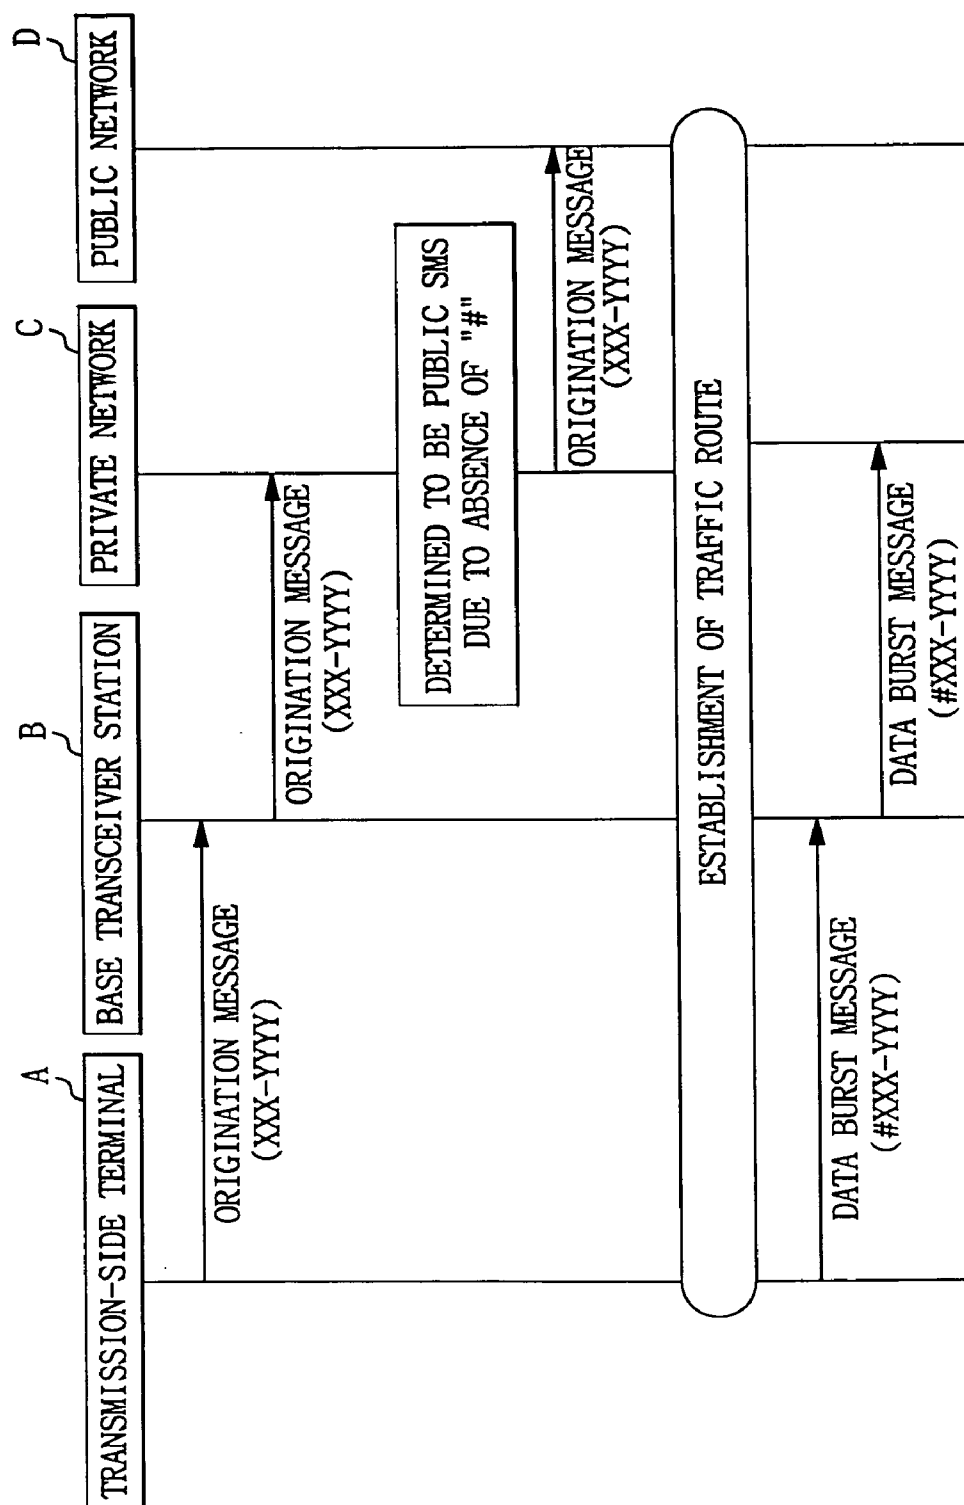 A
TRANSMISSION-SIDE TERMINAL
B
BASE TRANSCEIVER STATION
C
PRIVATE NETWORK
D
PUBLIC NETWORK
ORIGINATION MESSAGE
(XXX-YYYY)
ORIGINATION MESSAGE
(XXX-YYYY)
DETERMINED TO BE PUBLIC SMS
DUE TO ABSENCE OF "#"
ORIGINATION MESSAGE
(XXX-YYYY)
ESTABLISHMENT OF TRAFFIC ROUTE
DATA BURST MESSAGE
(#XXX-YYYY)
DATA BURST MESSAGE
(#XXX-YYYY)